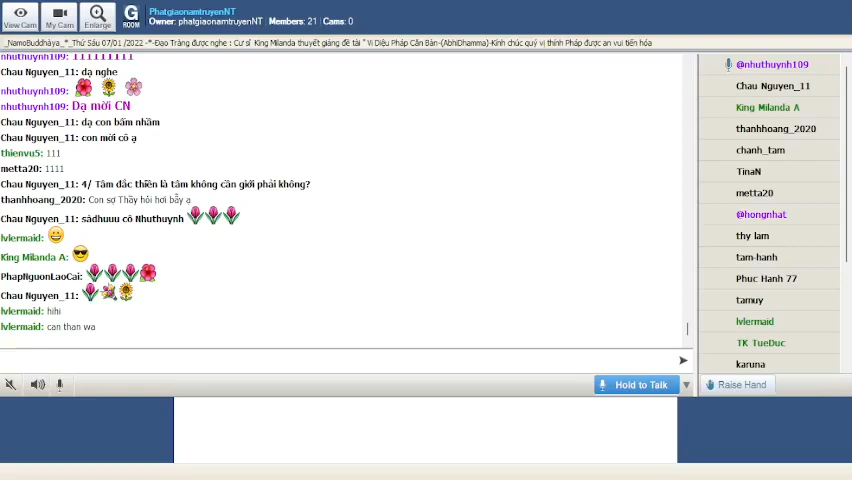 PhatgiaonamtruyenNT
Owner: phatgiaonamtruyenNT | Members: 21 | Cams: 0
View Cam
My Cam
Enlarge
G
ROOM
_NamoBuddhàya_*_Thứ Sáu 07/01 /2022 -*-Đạo Tràng được nghe : Cư sĩ King Milanda thuyết giảng đề tài " Vi Diệu Pháp Căn Bản-(AbhiDhamma)-Kính chúc quý vị thính Pháp được an vui tiến hóa
nhuthuynh109: 111111111
Chau Nguyen_11: dạ nghe
nhuthuynh109:
nhuthuynh109: Dạ mời CN
Chau Nguyen_11: dạ con bấm nhầm
Chau Nguyen_11: con mời cô ạ
thienvu5: 111
metta20: 1111
Chau Nguyen_11: 4/ Tâm đắc thiền là tâm không cần giới phải không?
thanhhoang_2020: Con sợ Thầy hỏi hơi bẫy ạ
Chau Nguyen_11: sádhuuu cô Nhuthuynh
lvlermaid:
King Milanda A:
PhapNguonLaoCai:
Chau Nguyen_11:
lvlermaid: hihi
lvlermaid: can than wa
@nhuthuynh109
Chau Nguyen_11
King Milanda A
thanhhoang_2020
chanh_tam
TinaN
metta20
@hongnhat
thy lam
tam-hanh
Phuc Hanh 77
tamuy
lvlermaid
TK TueDuc
karuna
Hold to Talk
Raise Hand